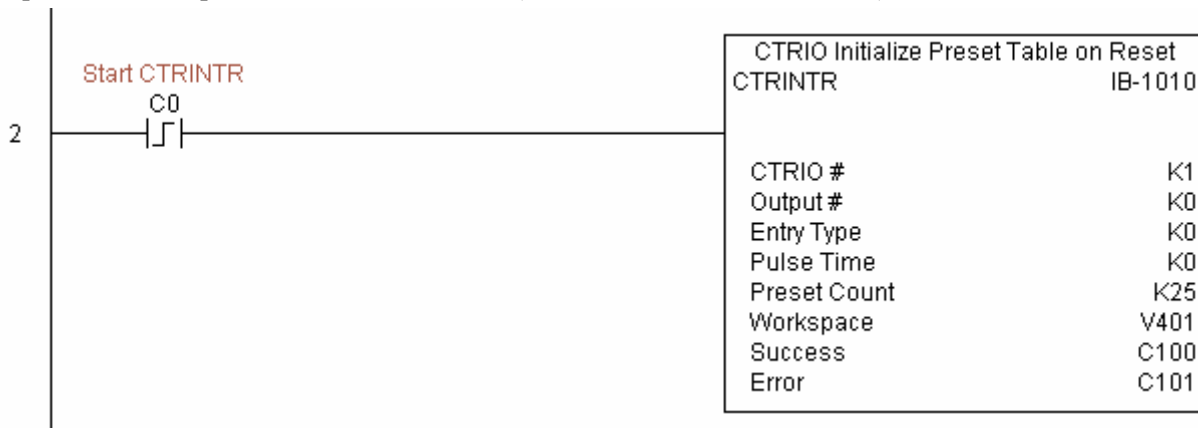 CTRIO Initialize Preset Table on Reset
CTRINTR IB-1010
Start CTRINTR
C0
2
CTRIO # K1
Output # K0
Entry Type K0
Pulse Time K0
Preset Count K25
Workspace V401
Success C100
Error C101